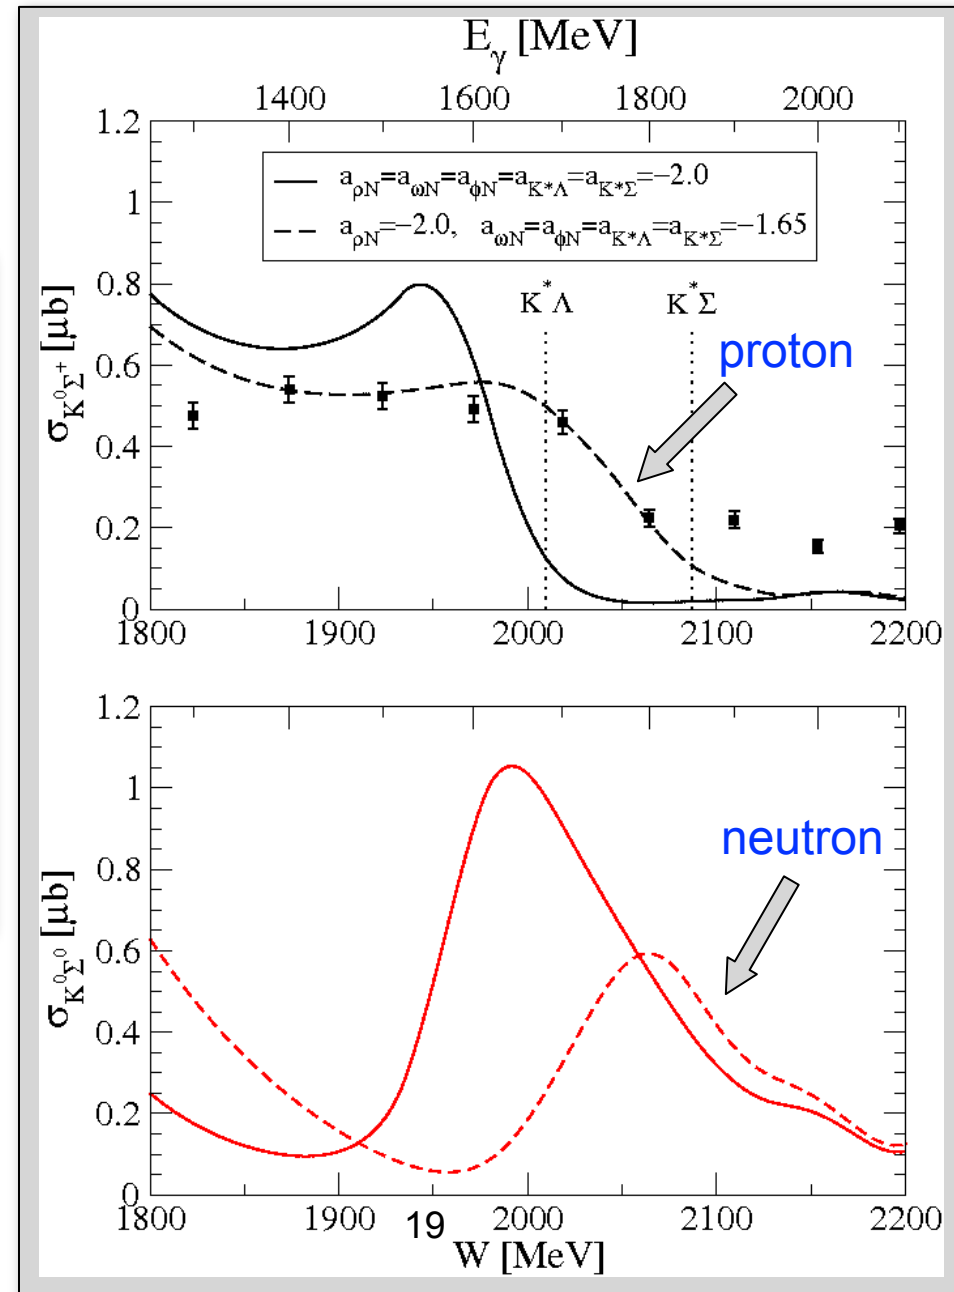 E_γ [MeV]
1400 1600 1800 2000
1.2
a_ρN=a_ωN=a_ϕN=a_K*Λ=a_K*Σ=−2.0
a_ρN=−2.0, a_ωN=a_ϕN=a_K*Λ=a_K*Σ=−1.65
1
0.8
K*Λ K*Σ
proton
σ_K⁰Σ⁺ [μb]
0.6
0.4
0.2
0
1800 1900 2000 2100 2200
1.2
1
neutron
0.8
σ_K⁰Σ⁰ [μb]
0.6
0.4
0.2
0
1800 1900 19 2000 2100 2200
W [MeV]